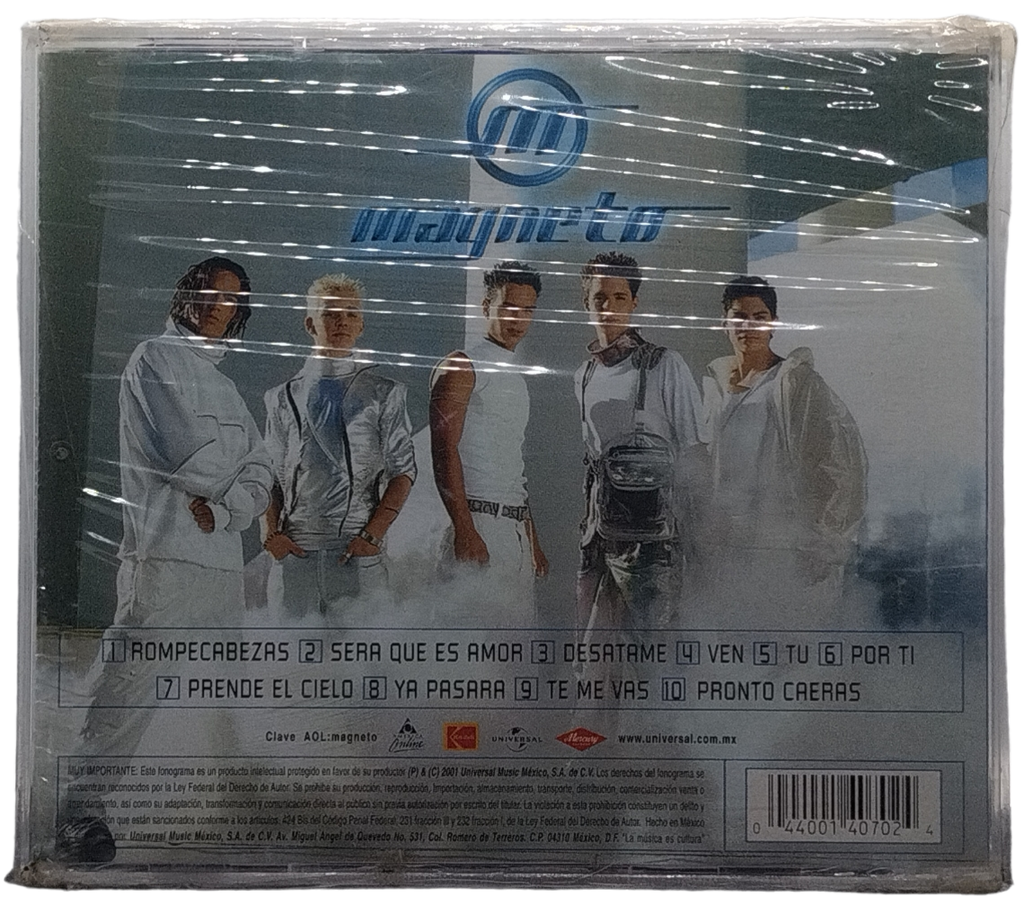 magneto
1 ROMPECABEZAS 2 SERA QUE ES AMOR 3 DESATAME 4 VEN 5 TU 6 POR TI
7 PRENDE EL CIELO 8 YA PASARA 9 TE ME VAS 10 PRONTO CAERAS
Clave AOL:magneto Kodak UNIVERSAL Mercury www.universal.com.mx
MUY IMPORTANTE: Este fonograma es un producto intelectual protegido en favor de su productor (P) & (C) 2001 Universal Music México, S.A. de C.V. Los derechos del fonograma se
encuentran reconocidos por la Ley Federal del Derecho de Autor. Se prohibe su producción, reproducción, importación, almacenamiento, transporte, distribución, comercialización venta o
arrendamiento, así como su adaptación, transformación y comunicación directa al público sin previa autorización por escrito del titular. La violación a esta prohibición constituyen un delito y
que están sancionados conforme a los artículos: 424 Bis del Código Penal Federal, 231 fracción III y 232 fracción I, de la Ley Federal del Derecho de Autor. Hecho en México
por Universal Music México, S.A. de C.V. Av. Miguel Angel de Quevedo No. 531, Col. Romero de Terreros. C.P. 04310 México, D.F. "La música es cultura"
0 44001 40702 4